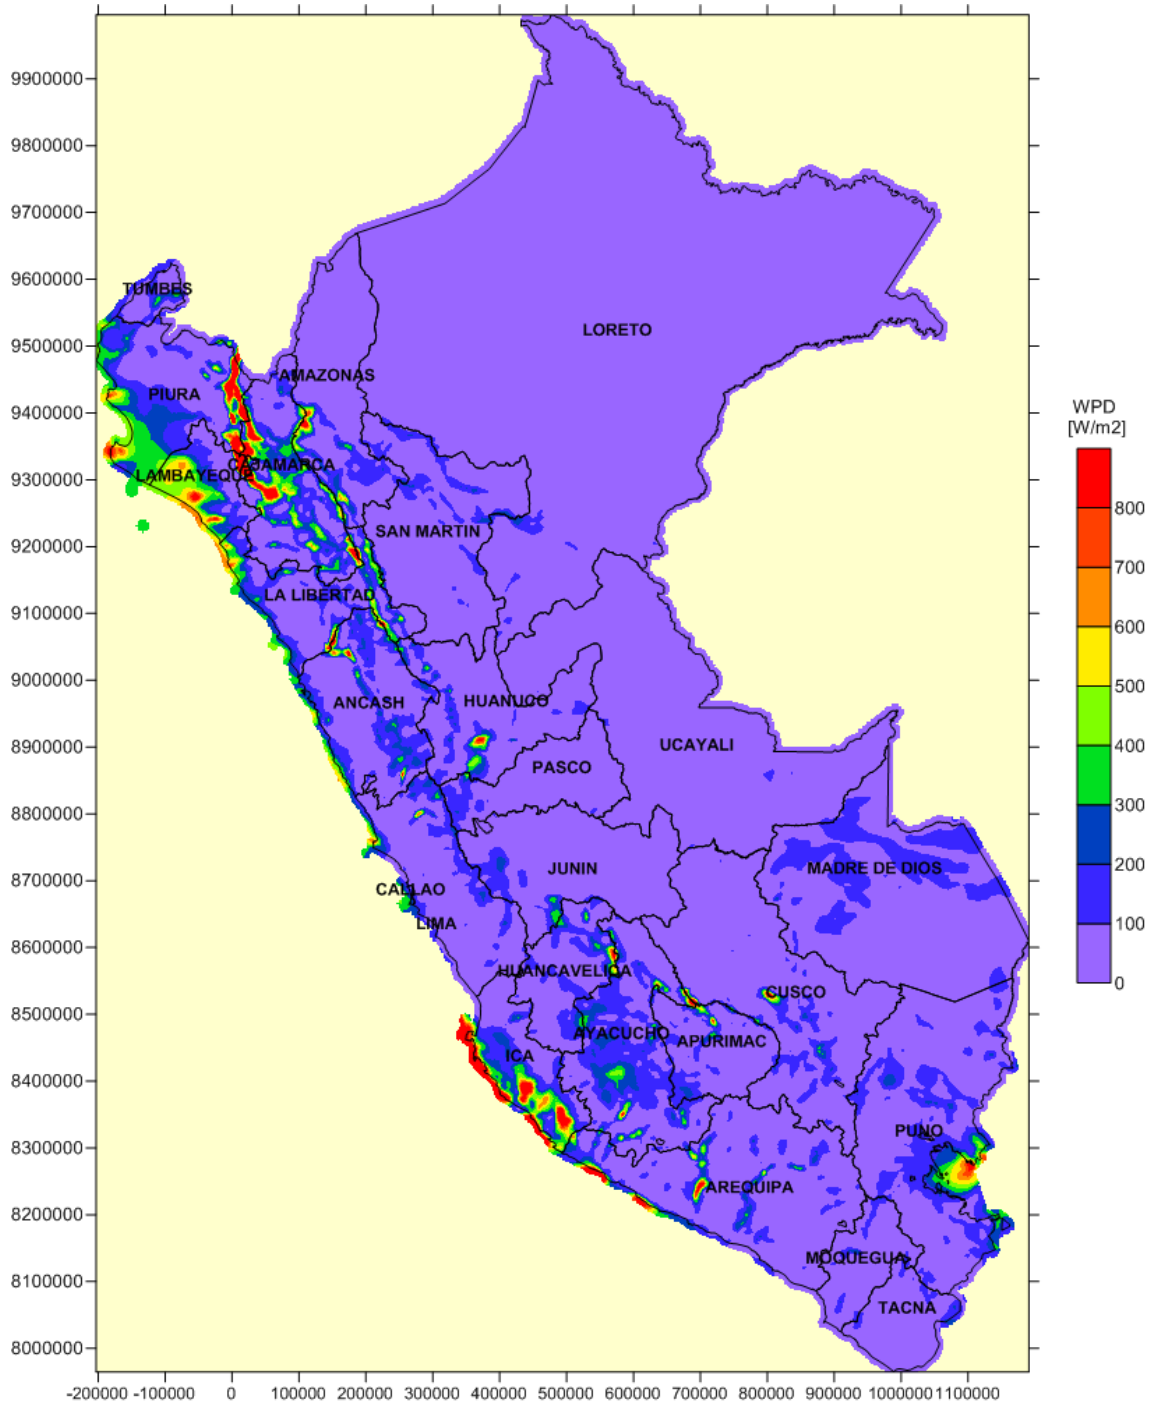 9900000
9800000
9700000
9600000
9500000
9400000
9300000
9200000
9100000
9000000
8900000
8800000
8700000
8600000
8500000
8400000
8300000
8200000
8100000
8000000
TUMBES
LORETO
AMAZONAS
PIURA
CAJAMARCA
LAMBAYEQUE
SAN MARTIN
LA LIBERTAD
ANCASH
HUANUCO
UCAYALI
PASCO
JUNIN
MADRE DE DIOS
CALLAO
LIMA
HUANCAVELICA
CUSCO
AYACUCHO
APURIMAC
ICA
PUNO
AREQUIPA
MOQUEGUA
TACNA
WPD
[W/m2]
800
700
600
500
400
300
200
100
0
-200000 -100000 0 100000 200000 300000 400000 500000 600000 700000 800000 900000 1000000 1100000